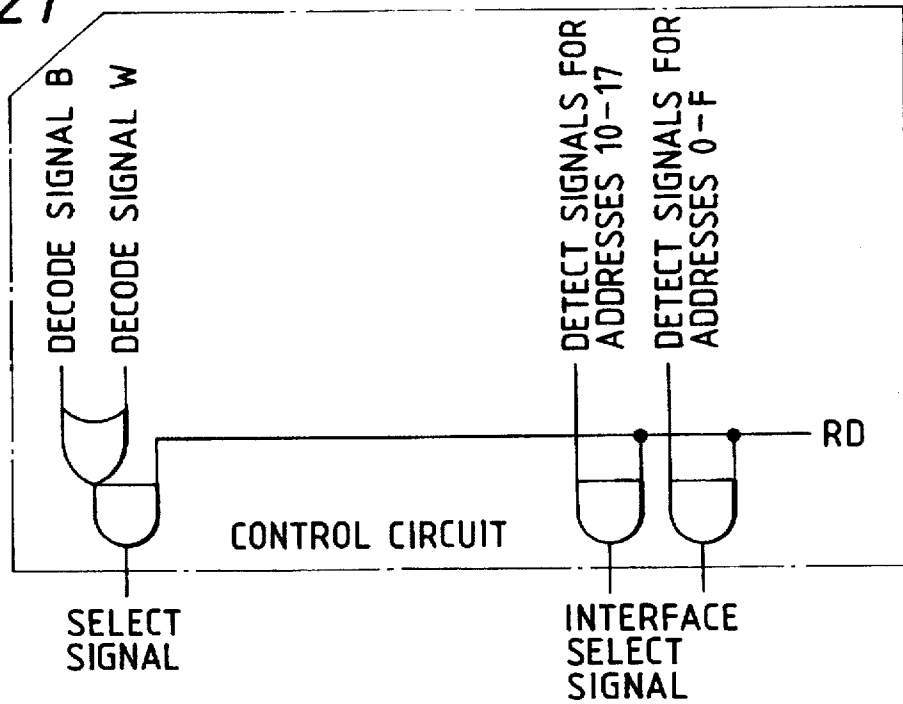 27
DECODE SIGNAL B
DECODE SIGNAL W
DETECT SIGNALS FOR
ADDRESSES 10-17
DETECT SIGNALS FOR
ADDRESSES 0-F
RD
CONTROL CIRCUIT
SELECT
SIGNAL
INTERFACE
SELECT
SIGNAL